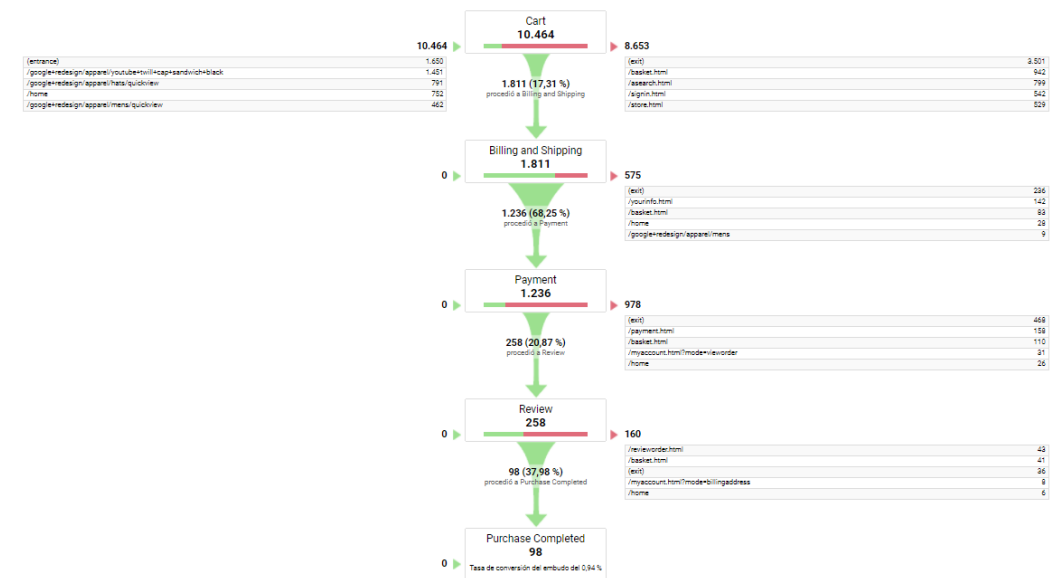 Cart
10.464
10.464
8.653
(entrance) 1.650
/google+redesign/apparel/youtube+twill+cap+sandwich+black 1.451
/google+redesign/apparel/hats/quickview 791
/home 752
/google+redesign/apparel/mens/quickview 462
(exit) 3.501
/basket.html 942
/asearch.html 799
/signin.html 542
/store.html 529
1.811 (17,31 %)
procedió a Billing and Shipping
Billing and Shipping
1.811
0
575
(exit) 236
/yourinfo.html 142
/basket.html 83
/home 28
/google+redesign/apparel/mens 9
1.236 (68,25 %)
procedió a Payment
Payment
1.236
0
978
(exit) 468
/payment.html 158
/basket.html 110
/myaccount.html?mode=vieworder 31
/home 26
258 (20,87 %)
procedió a Review
Review
258
0
160
/revieworder.html 43
/basket.html 41
(exit) 36
/myaccount.html?mode=billingaddress 8
/home 6
98 (37,98 %)
procedió a Purchase Completed
Purchase Completed
98
0
Tasa de conversión del embudo del 0,94 %